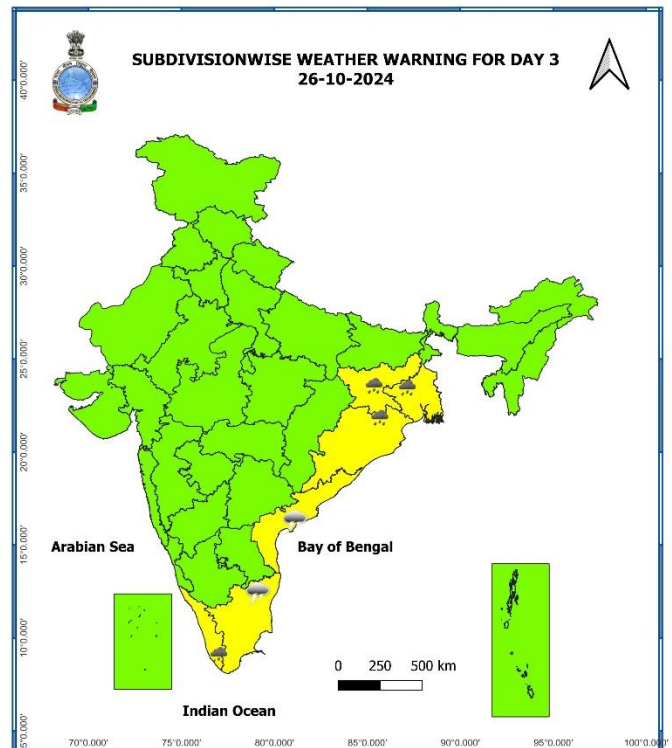 SUBDIVISIONWISE WEATHER WARNING FOR DAY 3
26-10-2024
40°0.000'
35°0.000'
30°0.000'
25°0.000'
20°0.000'
15°0.000'
10°0.000'
5°0.000'
Arabian Sea
Bay of Bengal
0 250 500 km
Indian Ocean
70°0.000' 75°0.000' 80°0.000' 85°0.000' 90°0.000' 95°0.000' 100°0.000'